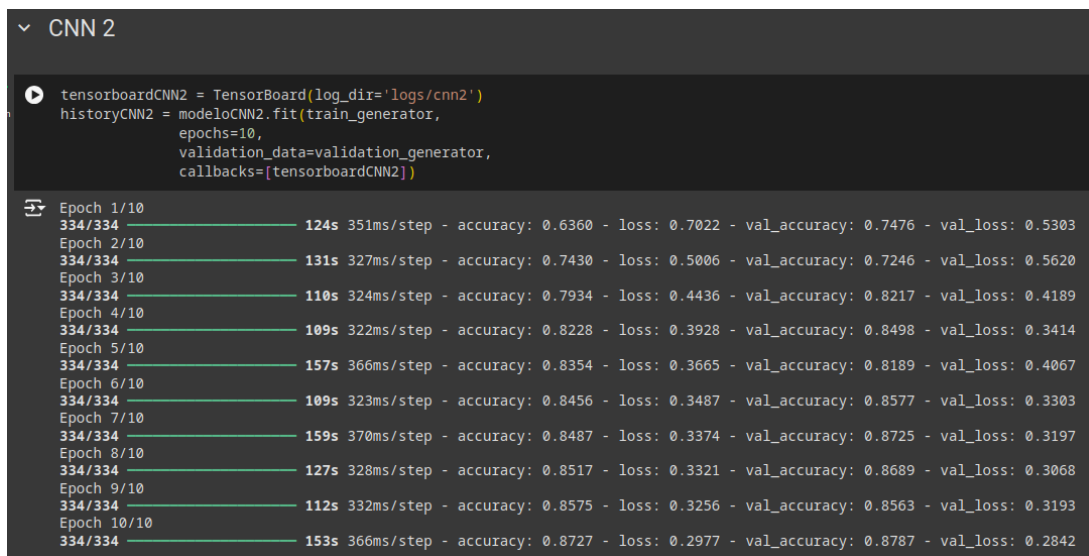 CNN 2
tensorboardCNN2 = TensorBoard(log_dir='logs/cnn2')
historyCNN2 = modeloCNN2.fit(train_generator,
epochs=10,
validation_data=validation_generator,
callbacks=[tensorboardCNN2])
Epoch 1/10
334/334 124s 351ms/step - accuracy: 0.6360 - loss: 0.7022 - val_accuracy: 0.7476 - val_loss: 0.5303
Epoch 2/10
334/334 131s 327ms/step - accuracy: 0.7430 - loss: 0.5006 - val_accuracy: 0.7246 - val_loss: 0.5620
Epoch 3/10
334/334 110s 324ms/step - accuracy: 0.7934 - loss: 0.4436 - val_accuracy: 0.8217 - val_loss: 0.4189
Epoch 4/10
334/334 109s 322ms/step - accuracy: 0.8228 - loss: 0.3928 - val_accuracy: 0.8498 - val_loss: 0.3414
Epoch 5/10
334/334 157s 366ms/step - accuracy: 0.8354 - loss: 0.3665 - val_accuracy: 0.8189 - val_loss: 0.4067
Epoch 6/10
334/334 109s 323ms/step - accuracy: 0.8456 - loss: 0.3487 - val_accuracy: 0.8577 - val_loss: 0.3303
Epoch 7/10
334/334 159s 370ms/step - accuracy: 0.8487 - loss: 0.3374 - val_accuracy: 0.8725 - val_loss: 0.3197
Epoch 8/10
334/334 127s 328ms/step - accuracy: 0.8517 - loss: 0.3321 - val_accuracy: 0.8689 - val_loss: 0.3068
Epoch 9/10
334/334 112s 332ms/step - accuracy: 0.8575 - loss: 0.3256 - val_accuracy: 0.8563 - val_loss: 0.3193
Epoch 10/10
334/334 153s 366ms/step - accuracy: 0.8727 - loss: 0.2977 - val_accuracy: 0.8787 - val_loss: 0.2842